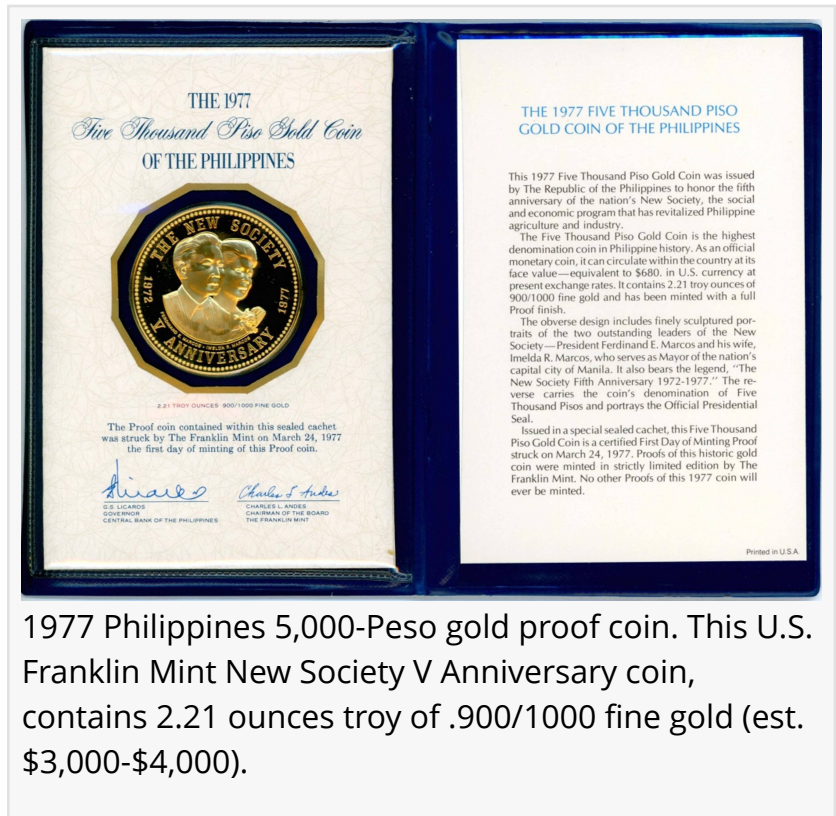 THE 1977
Five Thousand Piso Gold Coin
OF THE PHILIPPINES
THE NEW SOCIETY
1972
1977
FERDINAND E. MARCOS - IMELDA R. MARCOS
V ANNIVERSARY
2.21 TROY OUNCES 900/1000 FINE GOLD
The Proof coin contained within this sealed cachet
was struck by The Franklin Mint on March 24, 1977
the first day of minting of this Proof coin.
Charles L Andes
G.S. LICAROS
GOVERNOR
CENTRAL BANK OF THE PHILIPPINES
CHARLES L. ANDES
CHAIRMAN OF THE BOARD
THE FRANKLIN MINT
THE 1977 FIVE THOUSAND PISO
GOLD COIN OF THE PHILIPPINES
This 1977 Five Thousand Piso Gold Coin was issued
by The Republic of the Philippines to honor the fifth
anniversary of the nation's New Society, the social
and economic program that has revitalized Philippine
agriculture and industry.
The Five Thousand Piso Gold Coin is the highest
denomination coin in Philippine history. As an official
monetary coin, it can circulate within the country at its
face value—equivalent to $680. in U.S. currency at
present exchange rates. It contains 2.21 troy ounces of
900/1000 fine gold and has been minted with a full
Proof finish.
The obverse design includes finely sculptured por-
traits of the two outstanding leaders of the New
Society—President Ferdinand E. Marcos and his wife,
Imelda R. Marcos, who serves as Mayor of the nation's
capital city of Manila. It also bears the legend, "The
New Society Fifth Anniversary 1972-1977." The re-
verse carries the coin's denomination of Five
Thousand Pisos and portrays the Official Presidential
Seal.
Issued in a special sealed cachet, this Five Thousand
Piso Gold Coin is a certified First Day of Minting Proof
struck on March 24, 1977. Proofs of this historic gold
coin were minted in strictly limited edition by The
Franklin Mint. No other Proofs of this 1977 coin will
ever be minted.
Printed in U.S.A.
1977 Philippines 5,000-Peso gold proof coin. This U.S.
Franklin Mint New Society V Anniversary coin,
contains 2.21 ounces troy of .900/1000 fine gold (est.
$3,000-$4,000).